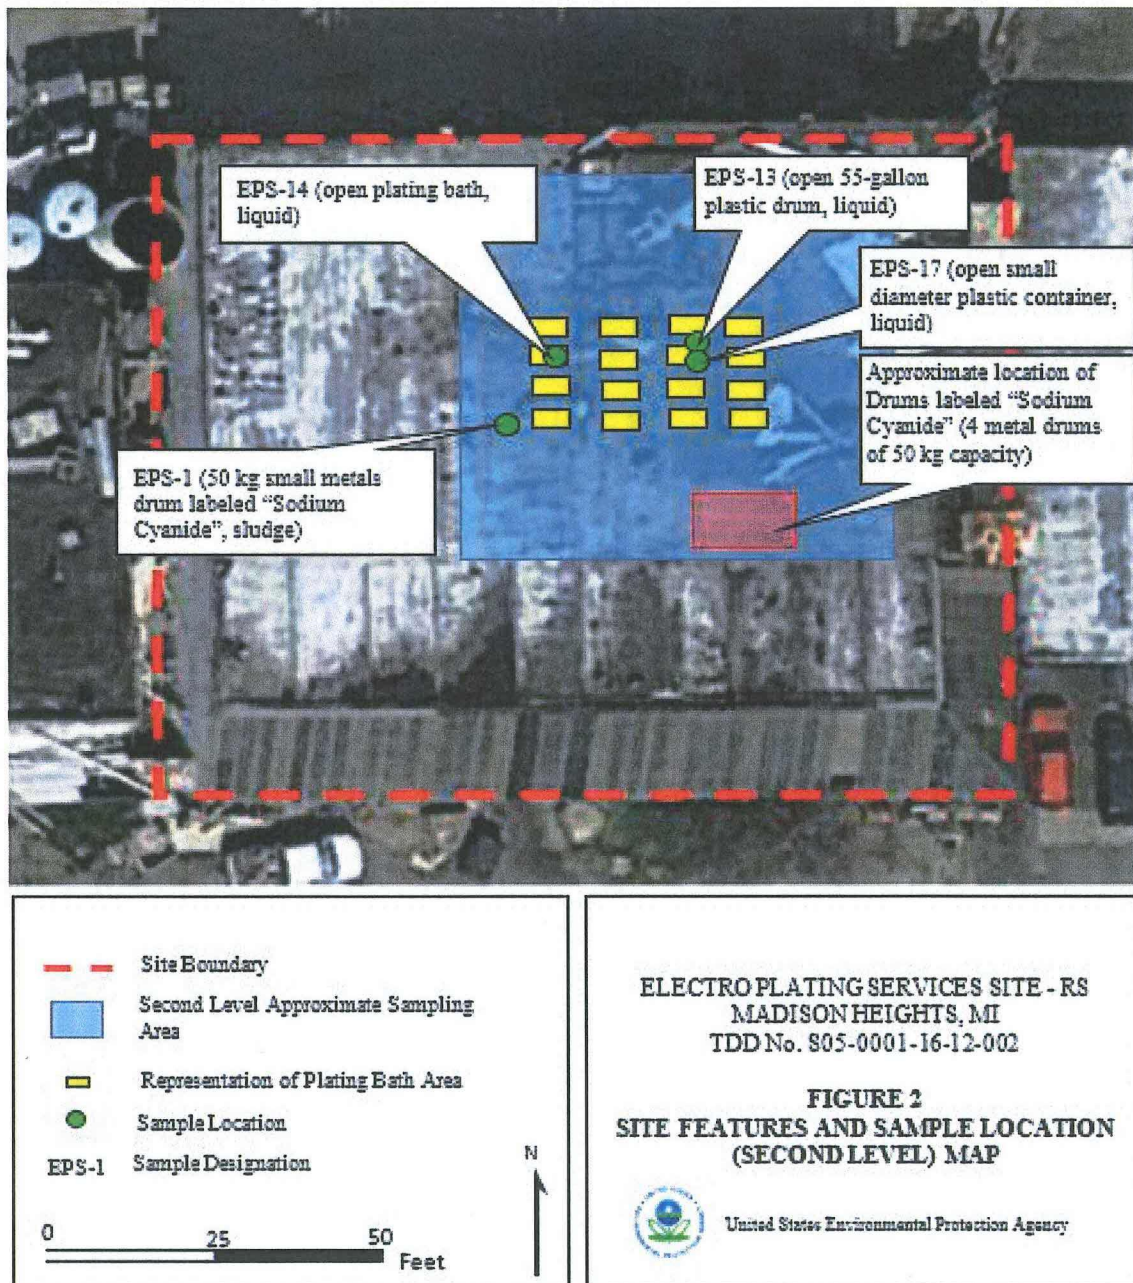 EPS-14 (open plating bath,
liquid)
EPS-13 (open 55-gallon
plastic drum, liquid)
EPS-17 (open small
diameter plastic container,
liquid)
Approximate location of
Drums labeled “Sodium
Cyanide” (4 metal drums
of 50 kg capacity)
EPS-1 (50 kg small metals
drum labeled “Sodium
Cyanide”, sludge)
Site Boundary
Second Level Approximate Sampling
Area
Representation of Plating Bath Area
Sample Location
EPS-1 Sample Designation
N
0 25 50
Feet
ELECTRO PLATING SERVICES SITE - RS
MADISON HEIGHTS, MI
TDD No. S05-0001-16-12-002
FIGURE 2
SITE FEATURES AND SAMPLE LOCATION
(SECOND LEVEL) MAP
United States Environmental Protection Agency